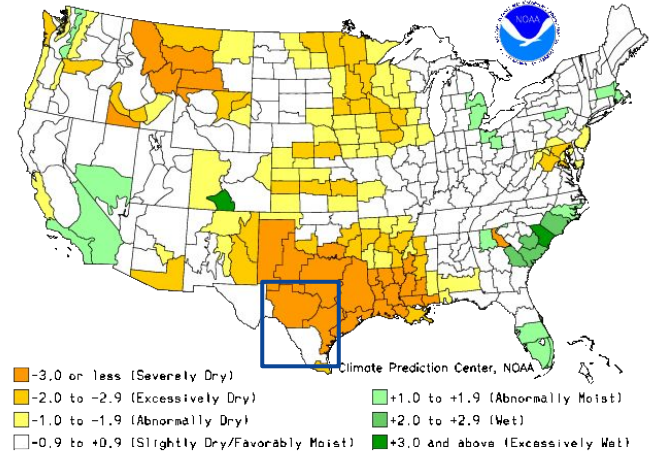 NOAA
Climate Prediction Center, NOAA
-3.0 or less (Severely Dry)
-2.0 to -2.9 (Excessively Dry)
-1.0 to -1.9 (Abnormally Dry)
-0.9 to +0.9 (Slightly Dry/Favorably Moist)
+1.0 to +1.9 (Abnormally Moist)
+2.0 to +2.9 (Wet)
+3.0 and above (Excessively Wet)